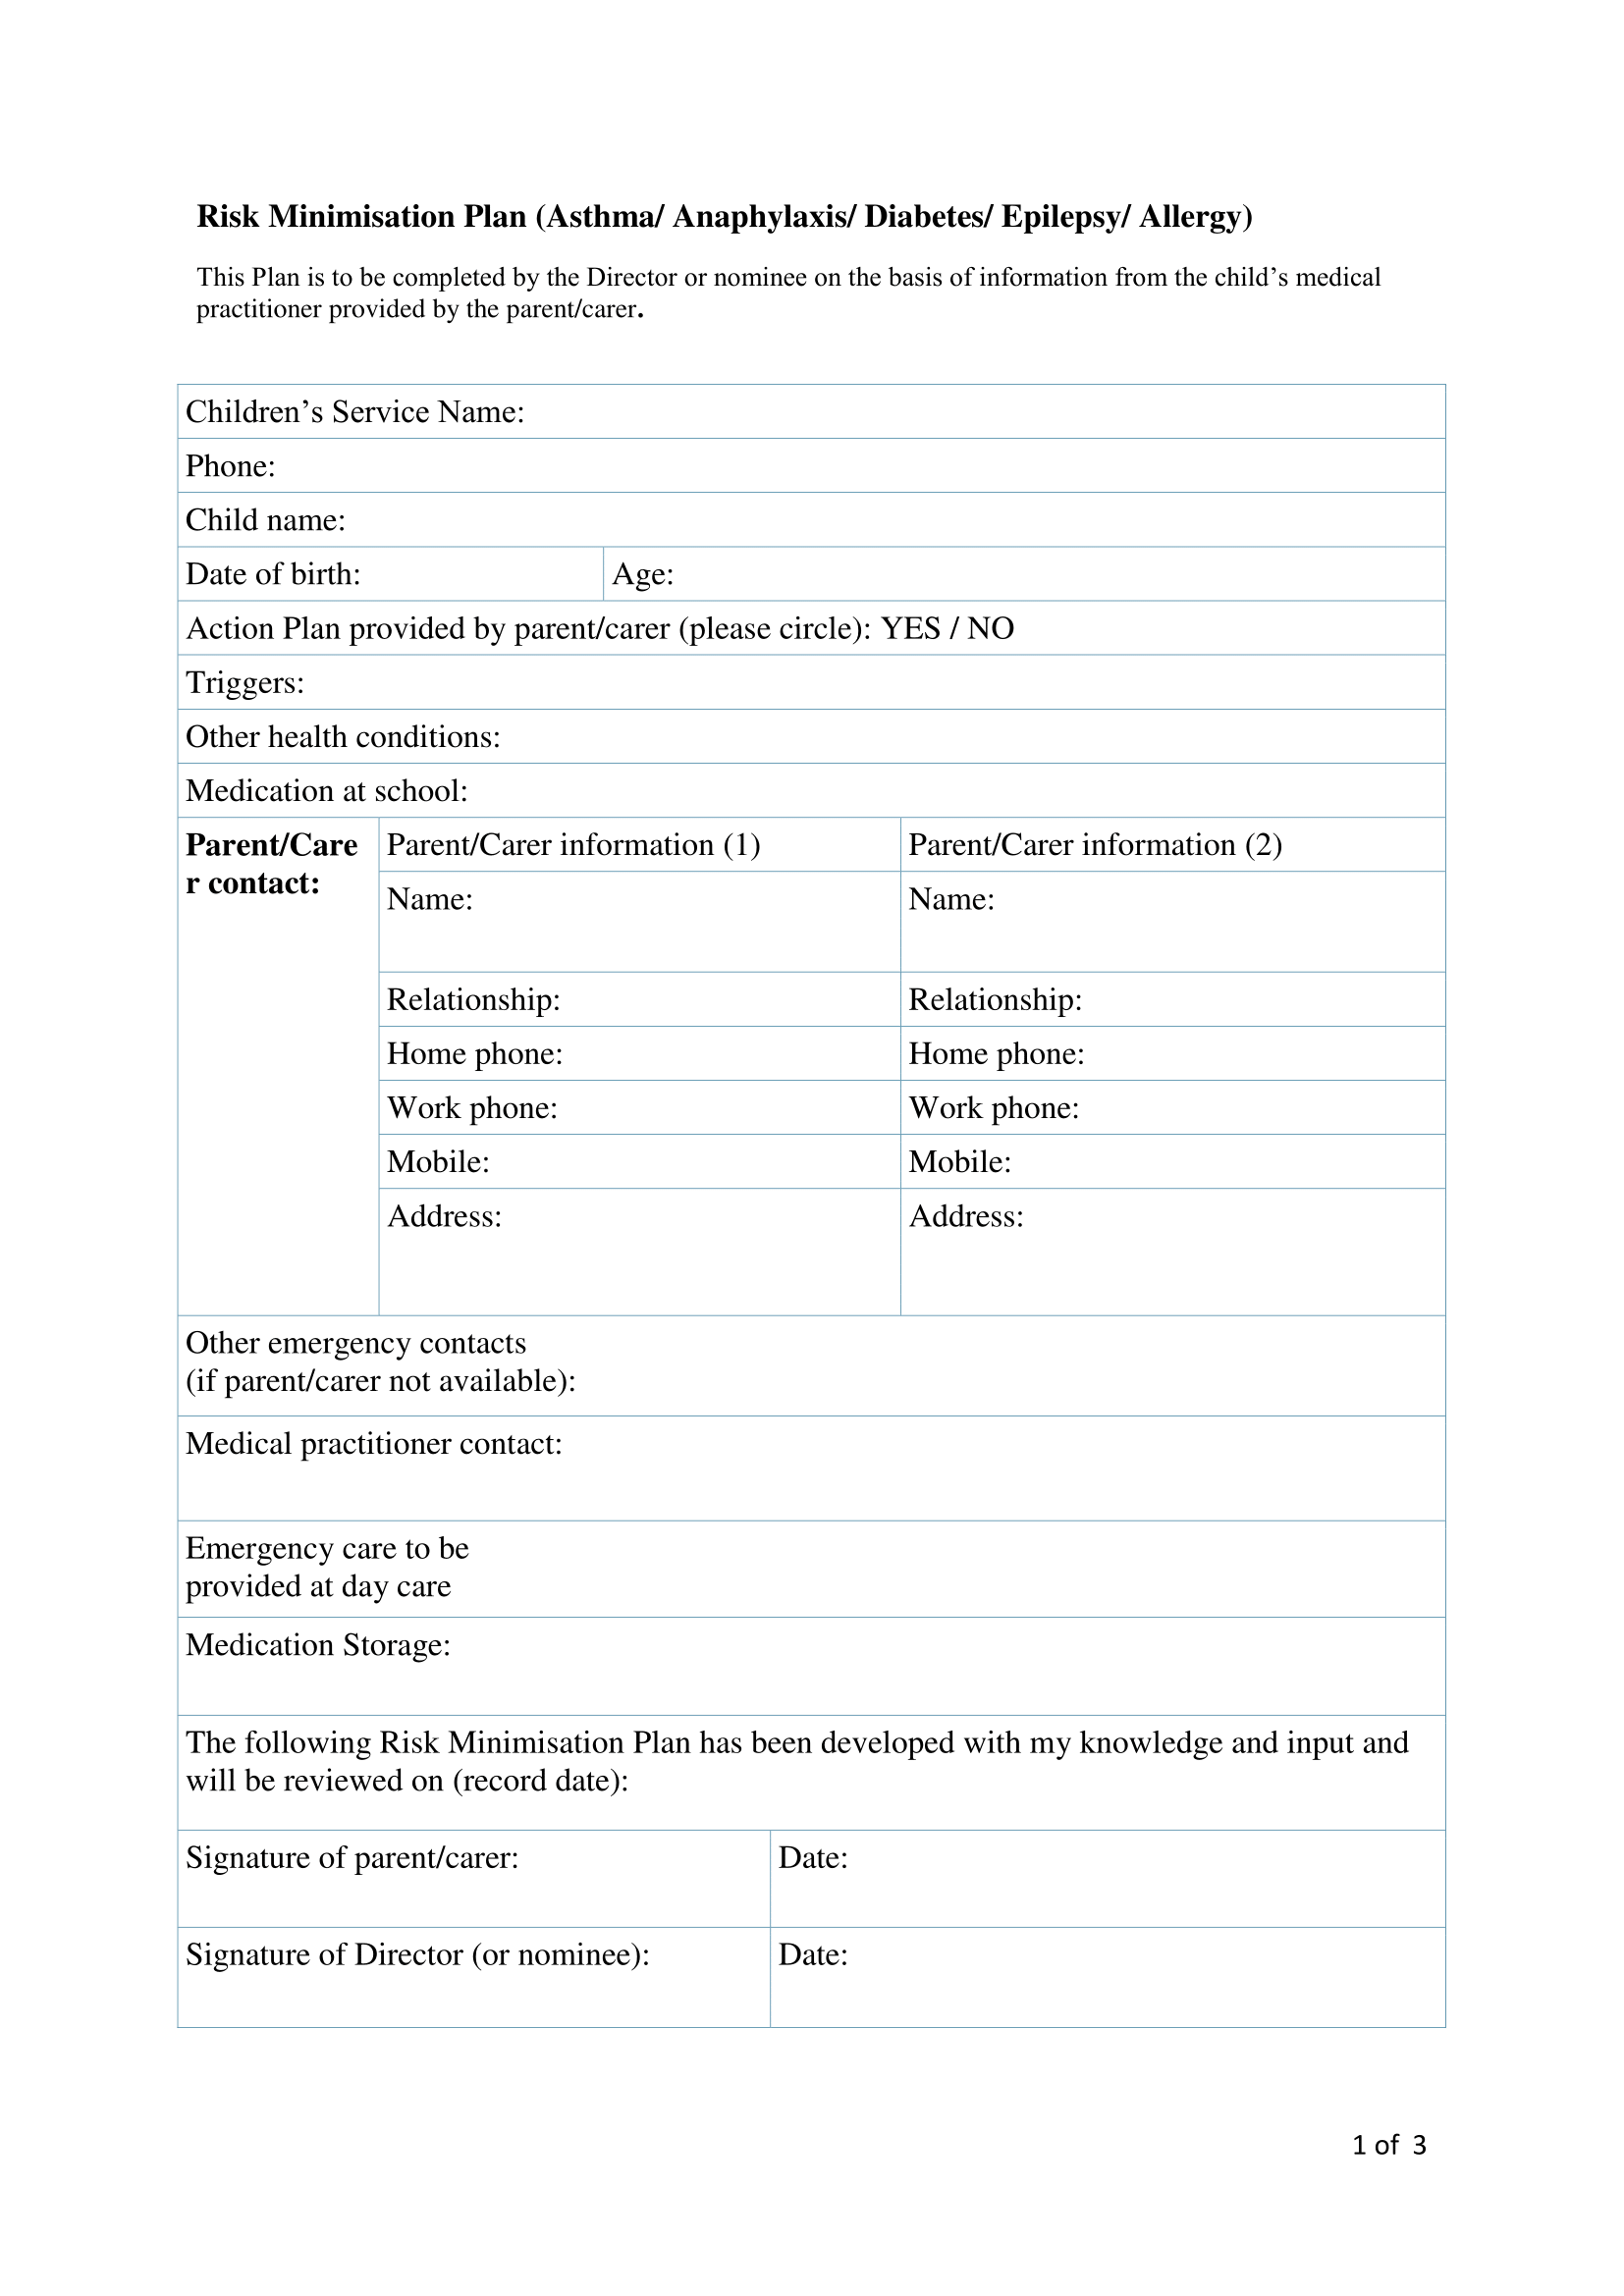 Risk Minimisation Plan (Asthma/ Anaphylaxis/ Diabetes/ Epilepsy/ Allergy)
This Plan is to be completed by the Director or nominee on the basis of information from the child’s medical
practitioner provided by the parent/carer.
Children’s Service Name:
Phone:
Child name:
Date of birth: Age:
Action Plan provided by parent/carer (please circle): YES / NO
Triggers:
Other health conditions:
Medication at school:
Parent/Care
r contact:
Parent/Carer information (1) Parent/Carer information (2)
Name: Name:
Relationship: Relationship:
Home phone: Home phone:
Work phone: Work phone:
Mobile: Mobile:
Address: Address:
Other emergency contacts
(if parent/carer not available):
Medical practitioner contact:
Emergency care to be
provided at day care
Medication Storage:
The following Risk Minimisation Plan has been developed with my knowledge and input and
will be reviewed on (record date):
Signature of parent/carer: Date:
Signature of Director (or nominee): Date:
1 of 3